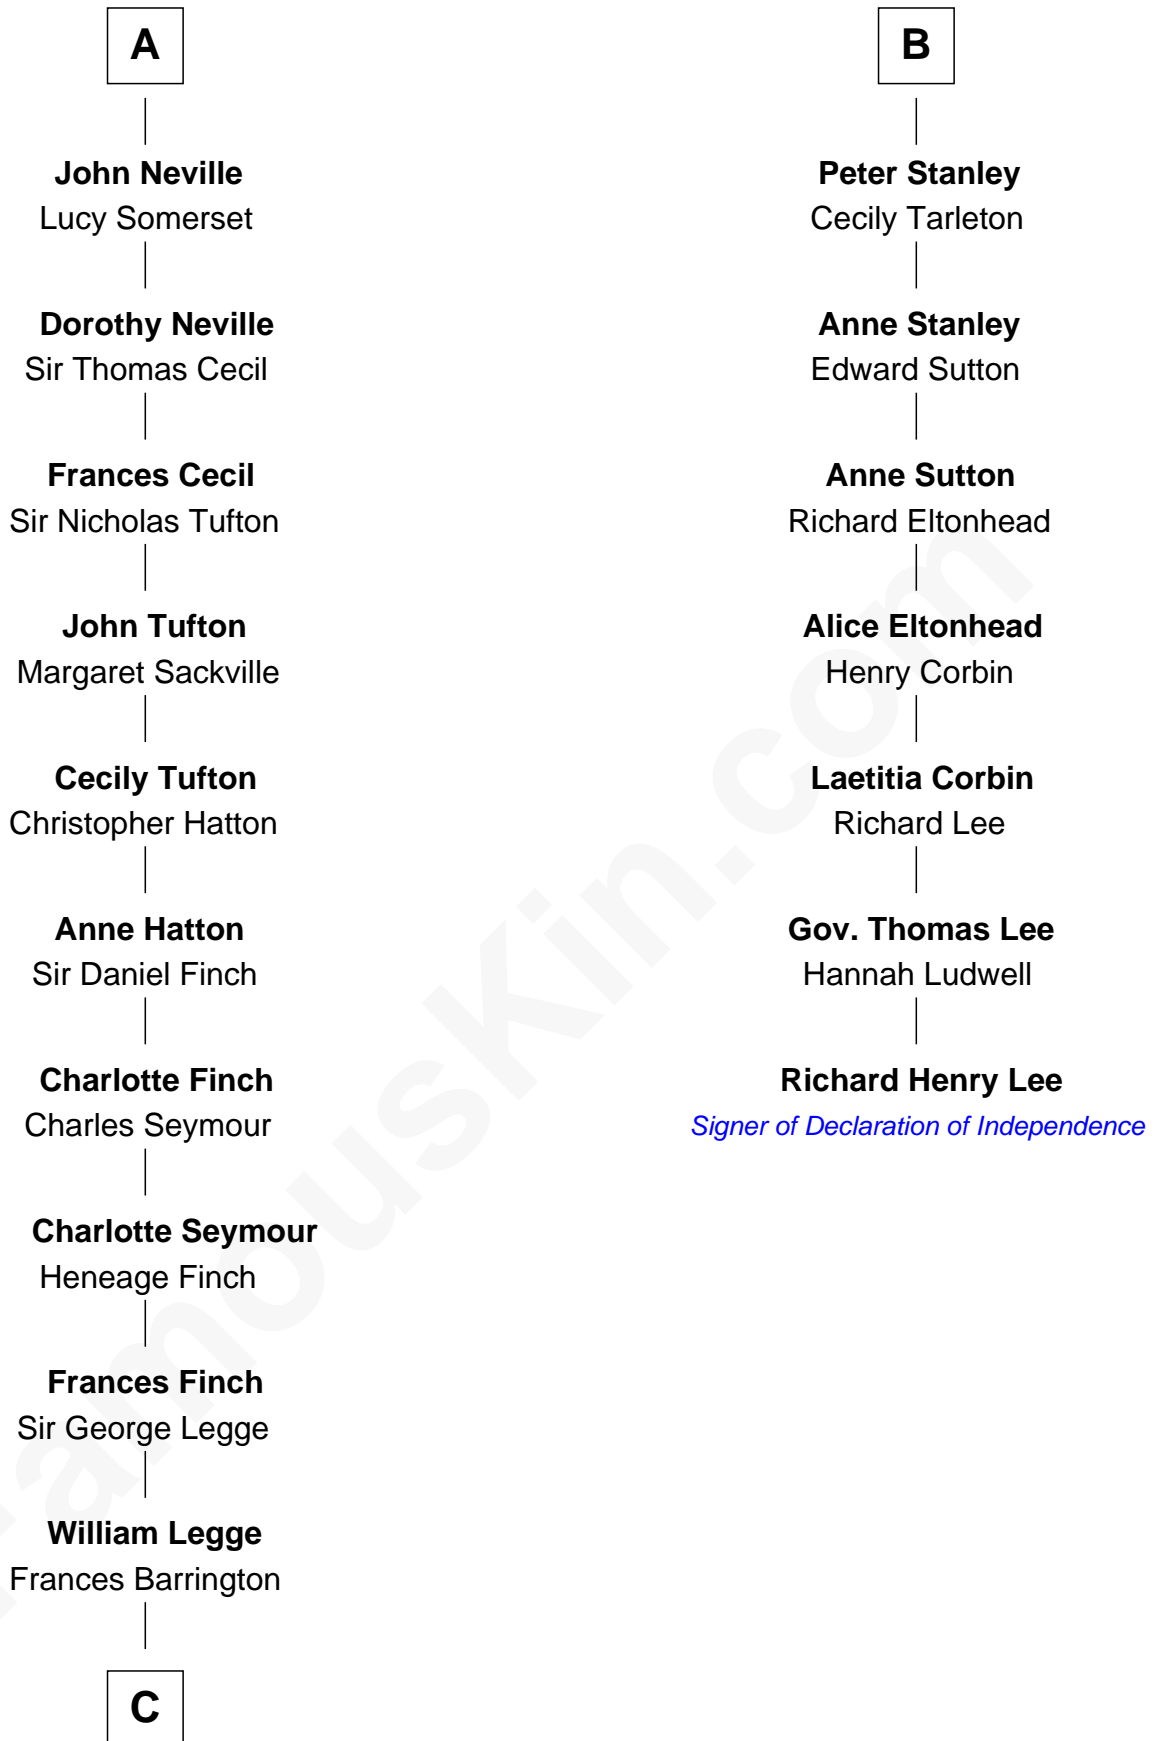 A
John Neville
Lucy Somerset
Dorothy Neville
Sir Thomas Cecil
Frances Cecil
Sir Nicholas Tufton
John Tufton
Margaret Sackville
Cecily Tufton
Christopher Hatton
Anne Hatton
Sir Daniel Finch
Charlotte Finch
Charles Seymour
Charlotte Seymour
Heneage Finch
Frances Finch
Sir George Legge
William Legge
Frances Barrington
C
B
Peter Stanley
Cecily Tarleton
Anne Stanley
Edward Sutton
Anne Sutton
Richard Eltonhead
Alice Eltonhead
Henry Corbin
Laetitia Corbin
Richard Lee
Gov. Thomas Lee
Hannah Ludwell
Richard Henry Lee
Signer of Declaration of Independence
FamousKin.com